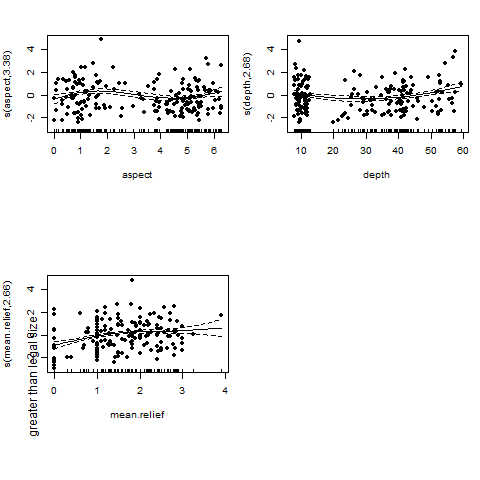 s(aspect,3.38)
4
2
0
-2
0 1 2 3 4 5 6
aspect
s(depth,2.68)
4
2
0
-2
10 20 30 40 50 60
depth
s(mean.relief,2.66)
greater than legal size
4
2
0
0 1 2 3 4
mean.relief